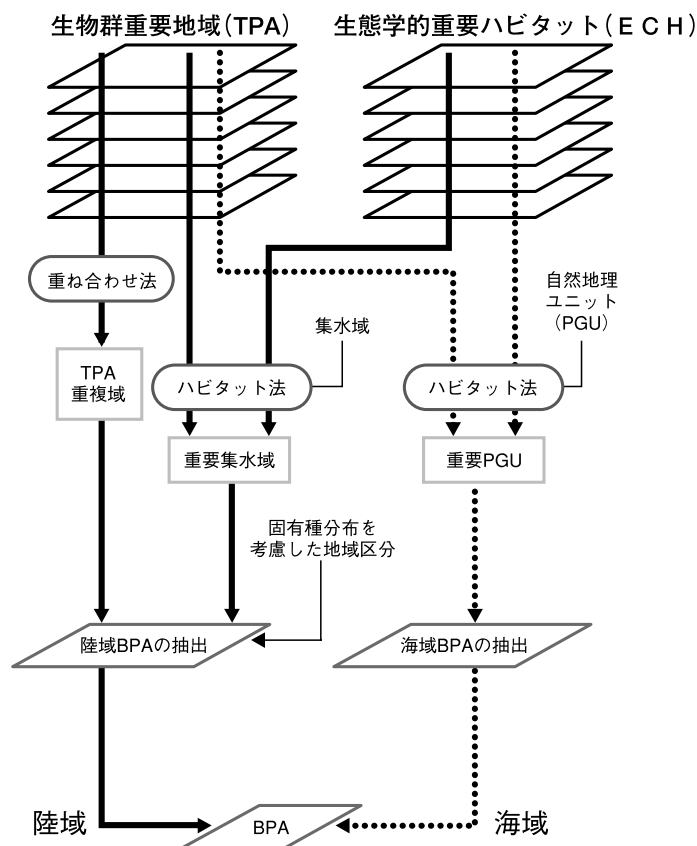 生物群重要地域(TPA)
生態学的重要ハビタット(ＥＣＨ)
重ね合わせ法
自然地理
ユニット
(PGU)
集水域
TPA
重複域
ハビタット法
ハビタット法
重要集水域
重要PGU
固有種分布を
考慮した地域区分
陸域BPAの抽出
海域BPAの抽出
陸域
BPA
海域